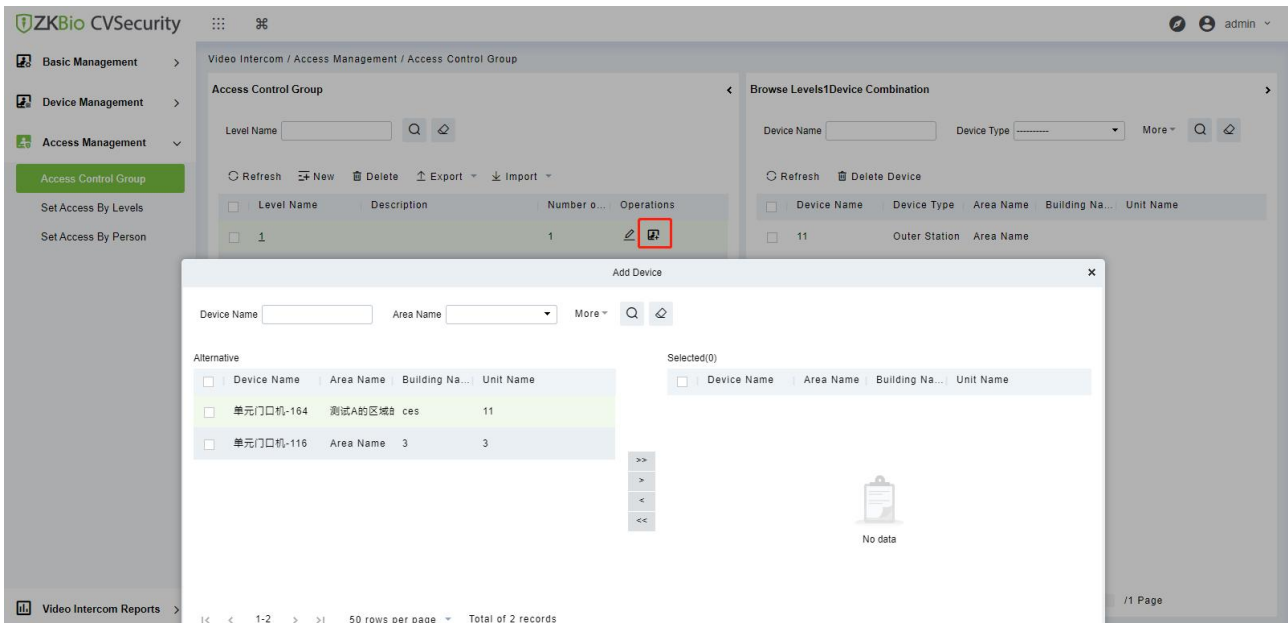 ZKBio CVSecurity
admin
Basic Management
Device Management
Access Management
Access Control Group
Set Access By Levels
Set Access By Person
Video Intercom Reports
Video Intercom / Access Management / Access Control Group
Access Control Group
Level Name
Refresh New Delete Export Import
Level Name Description Number o... Operations
1 1
Browse Levels1Device Combination
Device Name Device Type ---------- More
Refresh Delete Device
Device Name Device Type Area Name Building Na... Unit Name
11 Outer Station Area Name
Add Device
Device Name Area Name More
Alternative
Device Name Area Name Building Na... Unit Name
单元门口机-164 测试A的区域 ces 11
单元门口机-116 Area Name 3 3
>>
>
<
<<
Selected(0)
Device Name Area Name Building Na... Unit Name
No data
1-2 50 rows per page Total of 2 records
/1 Page